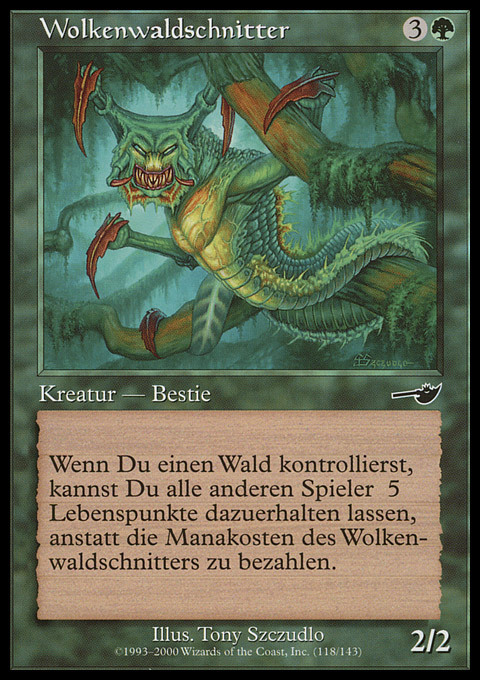 Wolkenwaldschnitter 3
SZCZUDLO
Kreatur — Bestie
Wenn Du einen Wald kontrollierst,
kannst Du alle anderen Spieler 5
Lebenspunkte dazuerhalten lassen,
anstatt die Manakosten des Wolken-
waldschnitters zu bezahlen.
Illus. Tony Szczudlo
©1993–2000 Wizards of the Coast, Inc. (118/143)
2/2